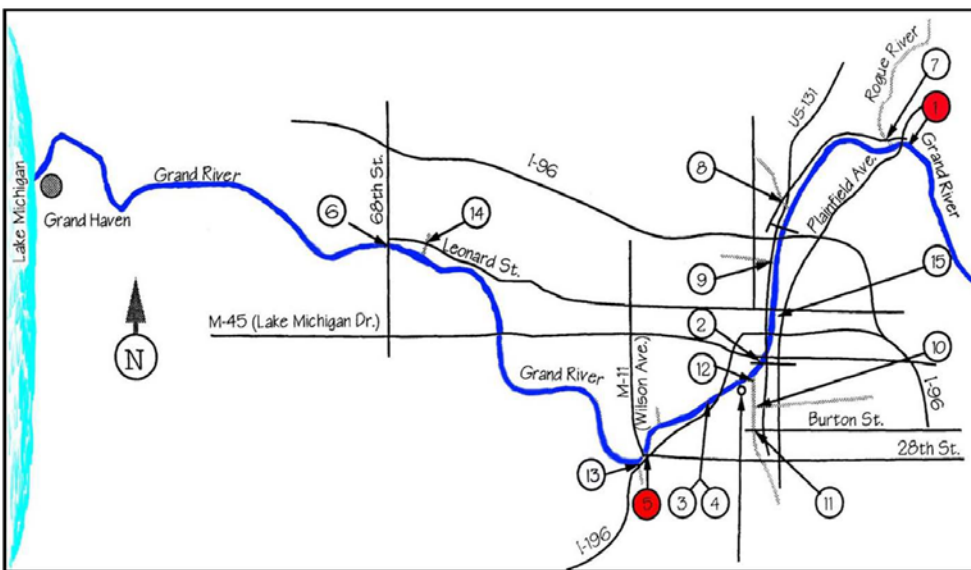 Rogue River
7
1
US-131
Grand River
Plainfield Ave.
8
I-96
68th St.
Grand River
Lake Michigan
Grand Haven
6
14
Leonard St.
9
15
M-45 (Lake Michigan Dr.)
2
N
12
10
Grand River
M-11
(Wilson Ave.)
I-96
Burton St.
28th St.
13
5
3
4
11
I-196